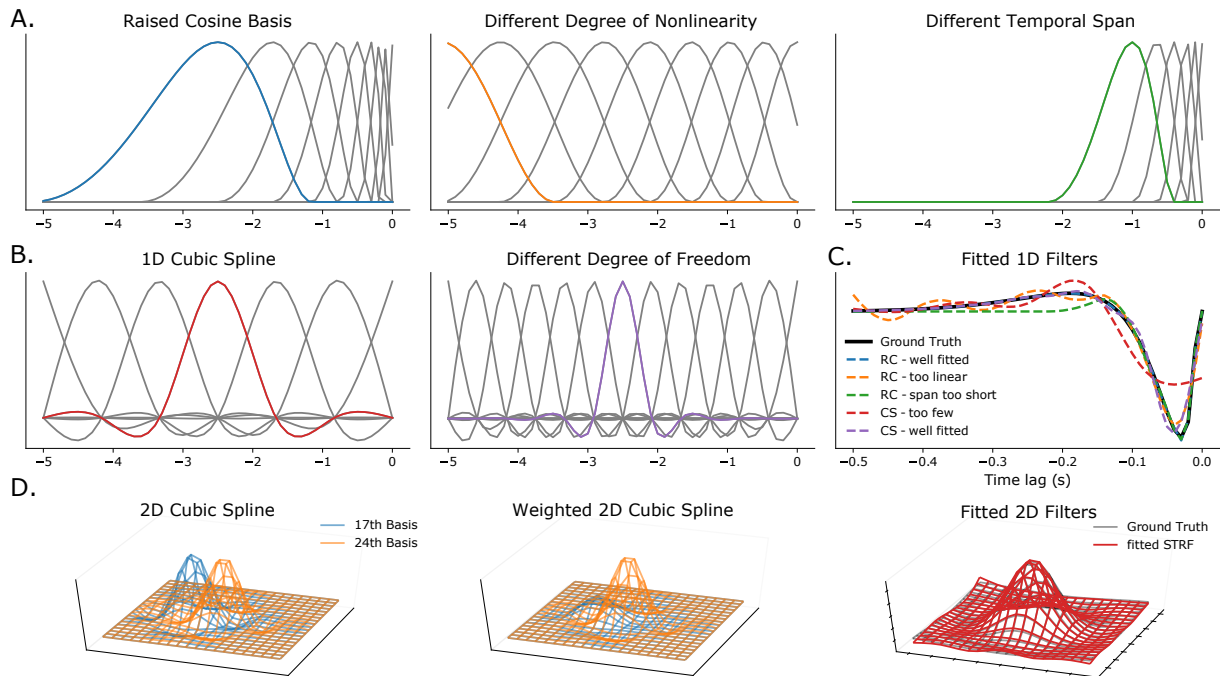 A.
Raised Cosine Basis
Different Degree of Nonlinearity
Different Temporal Span
−5 −4 −3 −2 −1 0
−5 −4 −3 −2 −1 0
−5 −4 −3 −2 −1 0
B.
1D Cubic Spline
Different Degree of Freedom
C.
Fitted 1D Filters
Ground Truth
RC - well fitted
RC - too linear
RC - span too short
CS - too few
CS - well fitted
−5 −4 −3 −2 −1 0
−5 −4 −3 −2 −1 0
−0.5 −0.4 −0.3 −0.2 −0.1 0.0
Time lag (s)
D.
2D Cubic Spline
17th Basis
24th Basis
Weighted 2D Cubic Spline
Fitted 2D Filters
Ground Truth
fitted STRF